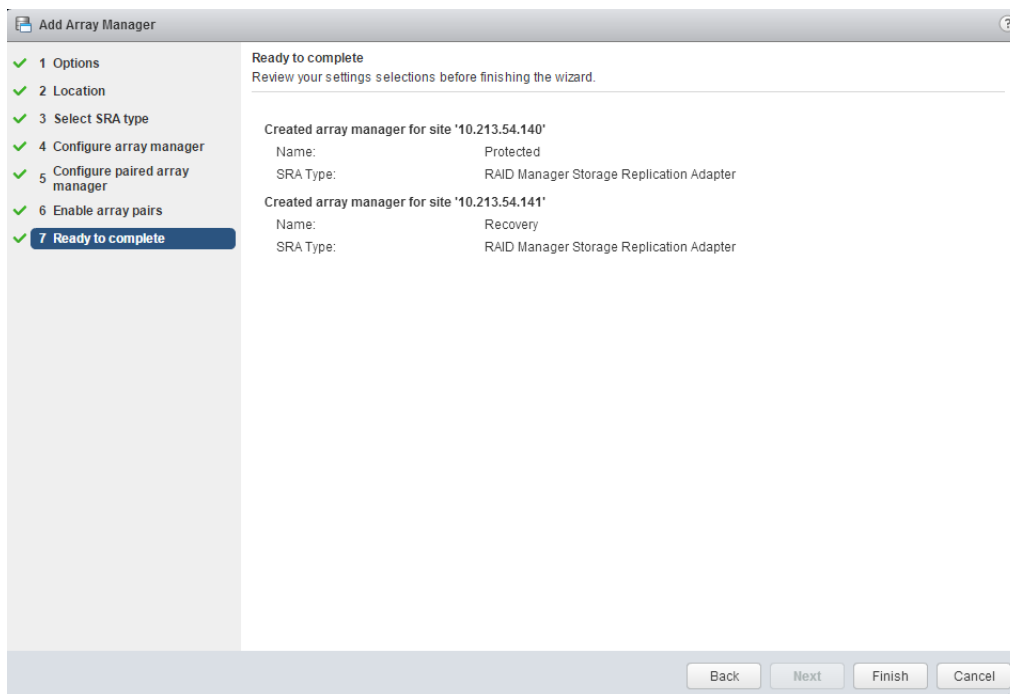 Add Array Manager
?
1 Options
2 Location
3 Select SRA type
4 Configure array manager
5 Configure paired array
manager
6 Enable array pairs
7 Ready to complete
Ready to complete
Review your settings selections before finishing the wizard.
Created array manager for site '10.213.54.140'
Name: Protected
SRA Type: RAID Manager Storage Replication Adapter
Created array manager for site '10.213.54.141'
Name: Recovery
SRA Type: RAID Manager Storage Replication Adapter
Back Next Finish Cancel